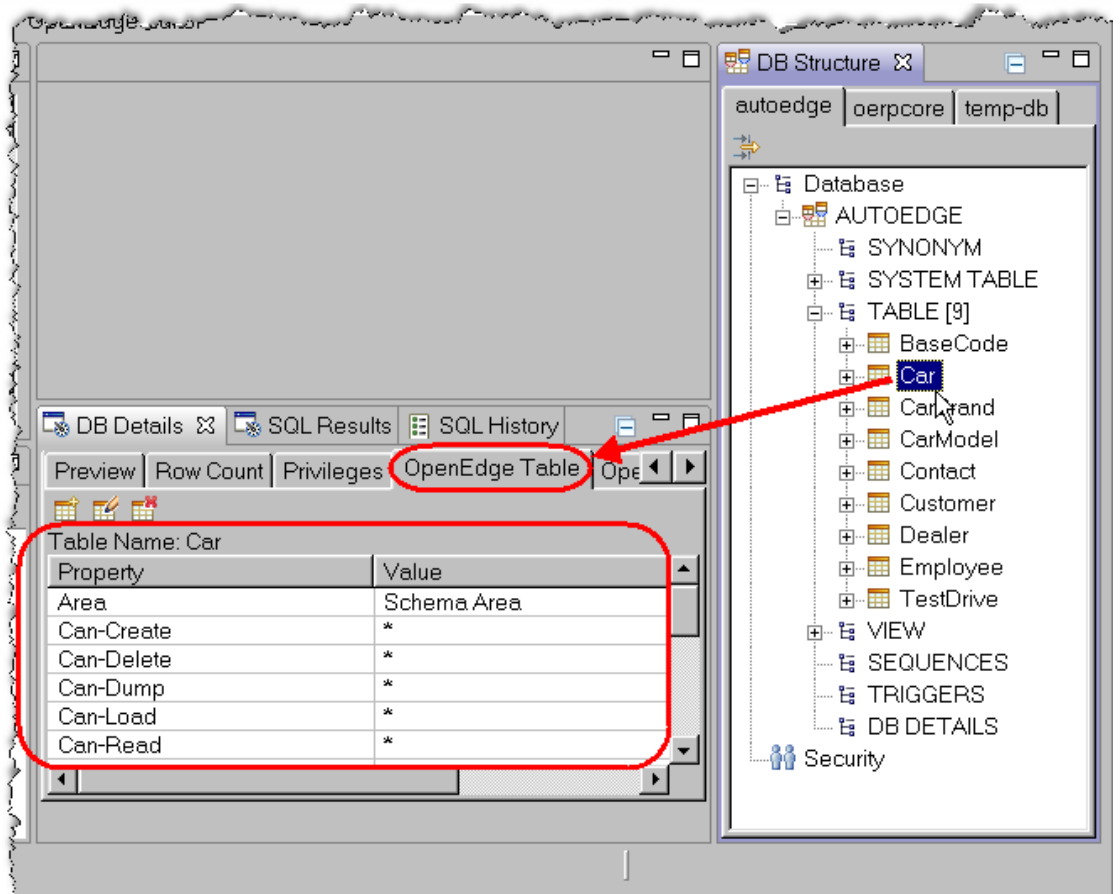 DB Structure
autoedge oerpcore temp-db
Database
AUTOEDGE
SYNONYM
SYSTEM TABLE
TABLE [9]
BaseCode
Car
CarModel
Contact
Customer
Dealer
Employee
TestDrive
VIEW
SEQUENCES
TRIGGERS
DB DETAILS
Security
DB Details SQL Results SQL History
Preview Row Count Privileges OpenEdge Table Ope
Table Name: Car
Property Value
Area Schema Area
Can-Create *
Can-Delete *
Can-Dump *
Can-Load *
Can-Read *